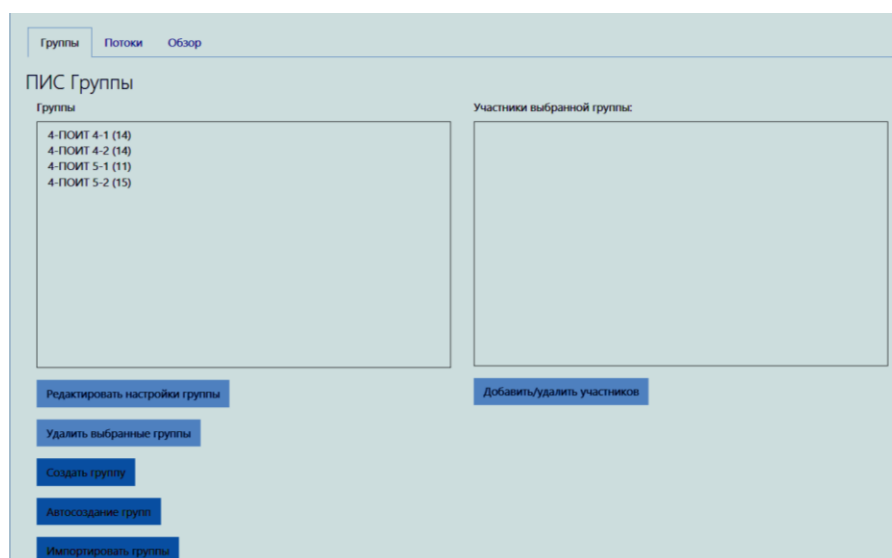 Группы Потоки Обзор
ПИС Группы
Группы
4-ПОИТ 4-1 (14)
4-ПОИТ 4-2 (14)
4-ПОИТ 5-1 (11)
4-ПОИТ 5-2 (15)
Редактировать настройки группы
Удалить выбранные группы
Создать группу
Автосоздание групп
Импортировать группы
Участники выбранной группы:
Добавить/удалить участников